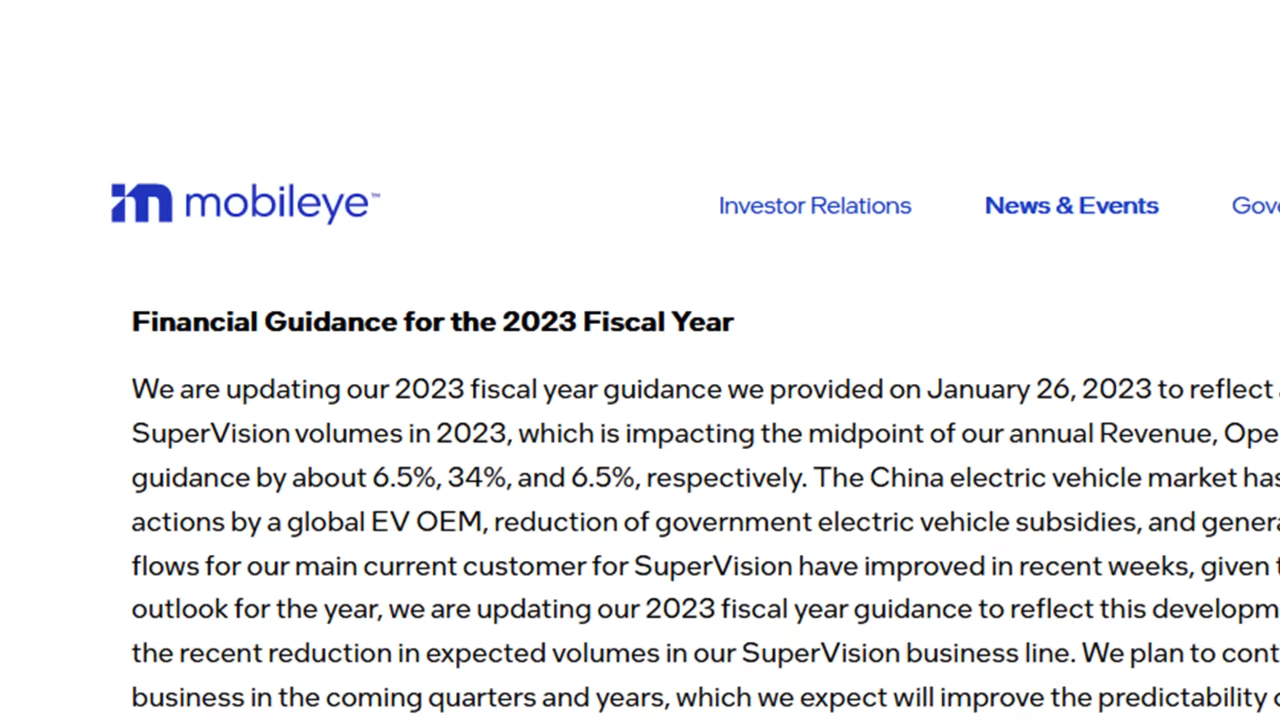 mobileye™
Investor Relations
News & Events
Financial Guidance for the 2023 Fiscal Year
We are updating our 2023 fiscal year guidance we provided on January 26, 2023 to reflect
SuperVision volumes in 2023, which is impacting the midpoint of our annual Revenue,
guidance by about 6.5%, 34%, and 6.5%, respectively. The China electric vehicle market has
actions by a global EV OEM, reduction of government electric vehicle subsidies, and
flows for our main current customer for SuperVision have improved in recent weeks, given
outlook for the year, we are updating our 2023 fiscal year guidance to reflect this
the recent reduction in expected volumes in our SuperVision business line. We plan to
business in the coming quarters and years, which we expect will improve the predictability